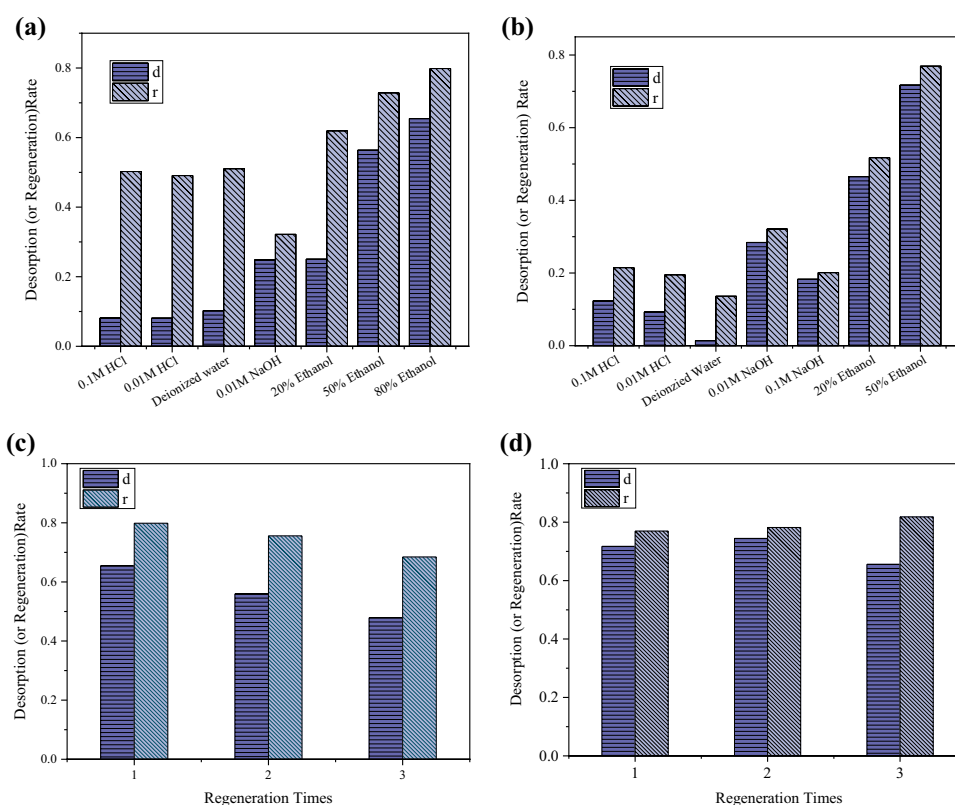 (a)
Desorption (or Regeneration)Rate
0.8
0.6
0.4
0.2
0.0
d
r
0.1M HCl
0.01M HCl
Deionized water
0.01M NaOH
20% Ethanol
50% Ethanol
80% Ethanol
(b)
Desorption (or Regeneration) Rate
0.8
0.6
0.4
0.2
0.0
d
r
0.1M HCl
0.01M HCl
Deionzied Water
0.01M NaOH
0.1M NaOH
20% Ethanol
50% Ethanol
(c)
Desorption (or Regeneration)Rate
1.0
0.8
0.6
0.4
0.2
0.0
d
r
1
2
3
Regeneration Times
(d)
Desorption (or Regeneration)Rate
1.0
0.8
0.6
0.4
0.2
0.0
d
r
1
2
3
Regeneration Times